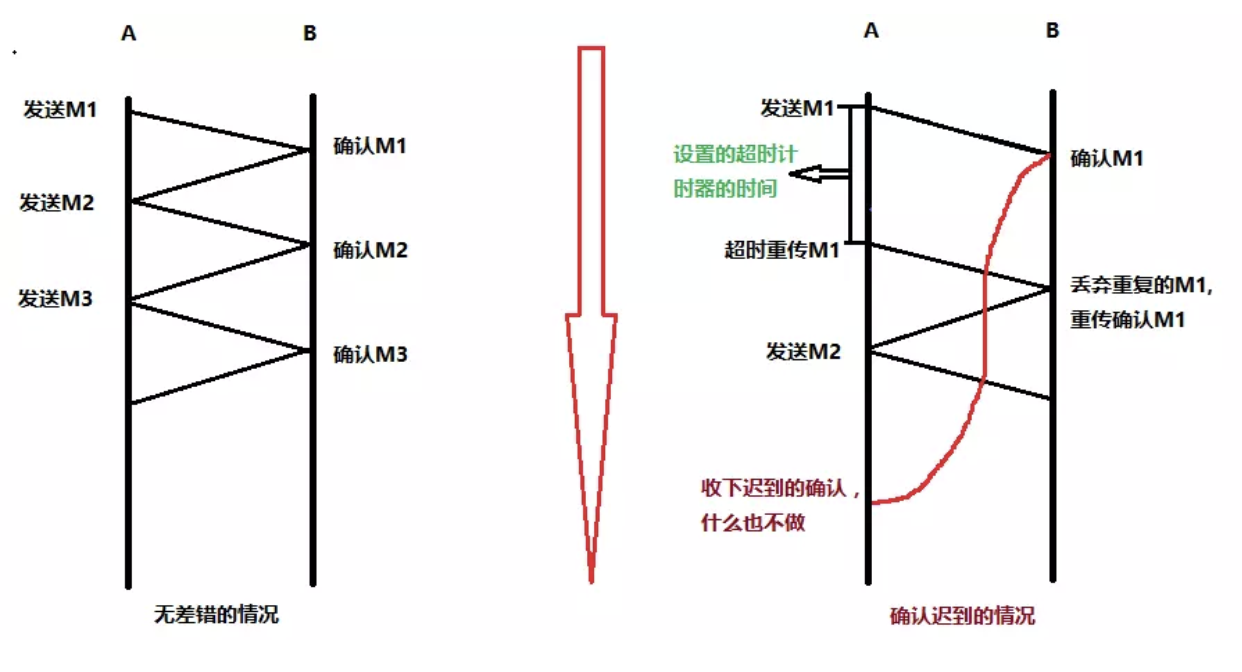 A
B
发送M1
确认M1
发送M2
确认M2
发送M3
确认M3
无差错的情况
A
B
发送M1
设置的超时计
时器的时间
确认M1
超时重传M1
丢弃重复的M1,
重传确认M1
发送M2
收下迟到的确认，
什么也不做
确认迟到的情况